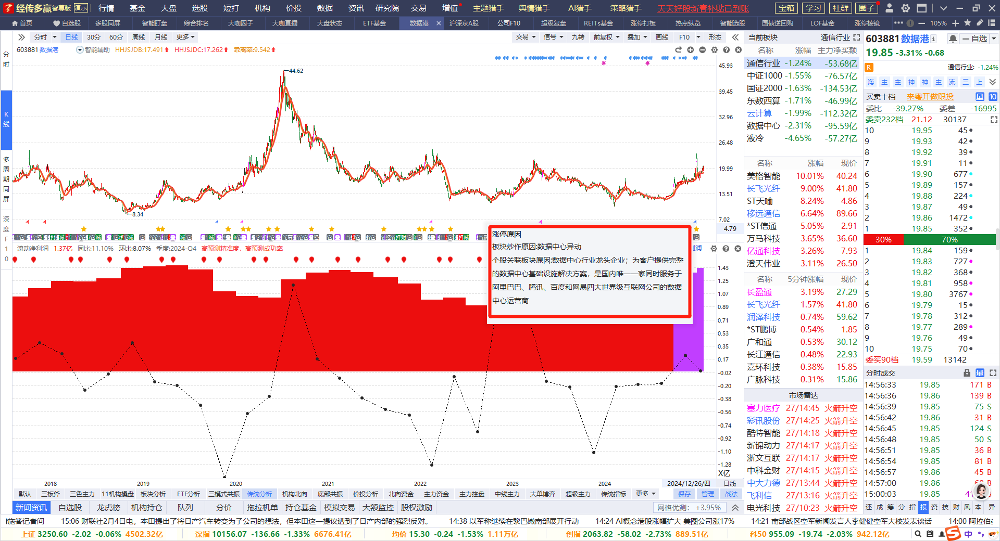 经传多赢 智尊版 演示 行情 基金 大盘 选股 短打 机构 价投 数据 资讯 研究院 交易 增值 主题猎手 舆情猎手 AI猎手 策略猎手 天天好股新春补贴已到账 宝箱 学习 社群 圈子
首页 自选股 多股同屏 智能盯盘 综合排名 大咖圈子 大咖直播 大盘状态 ETF基金 数据港 沪深京A股 公司F10 超级复盘 REITs基金 涨停打板 热点纵览 智能选股 国债逆回购 LOF基金 涨停棱镜 105%
分时 日线 30分 60分 周线 月线 更多 交易 信号 九转 前复权 叠加 画线 F10 形态
603881 数据港 智能辅助 HHJSJDB:17.491 HHJSJDC:17.262 乖离率:9.542
分时
K线
多周期同屏
深度F10
44.62
8.34
45.93
39.45
32.96
26.48
19.99
13.51
7.02
4.79
滚动净利润 1.37亿 同比:11.10% 环比:8.07% 季度:2024-Q4 高预测精准度，高预测成功率
涨停原因
板块炒作原因:数据中心异动
个股关联板块原因:数据中心行业龙头企业；为客户提供完整
的数据中心基础设施解决方案，是国内唯一一家同时服务于
阿里巴巴、腾讯、百度和网易四大世界级互联网公司的数据
中心运营商
利润
1.43
1.25
1.07
0.89
0.71
0.53
0.35
0.17
-0.02
-0.20
-0.38
-0.56
-0.74
-0.92
-1.10
-1.28
X亿
2018 2019 2020 2021 2022 2023 2024 2024/12/26/四 日线
默认 三板斧 三色主力 11机构操盘 板块分析 ETF分析 三模式共振 传统分析 机构北向 底部共振 价投分析 北向资金 主力资金 主力控盘 中线主力 大单博弈 超级主力 传统指标 更多 保存 管理 战法
新闻资讯 自选股 龙虎榜 机构持仓 队列 分价 拖拉机单 持仓基金 模拟交易 大额监控 股权激励 网格优测： +3.95%
当前板块 通信行业
名称 涨幅 主力净买额
通信行业 -1.24% -53.68亿
中证1000 -1.55% -76.57亿
国证2000 -1.63% -134.53亿
东数西算 -1.71% -46.99亿
云计算 -1.99% -112.32亿
数据中心 -2.31% -95.59亿
液冷 -4.65% -57.27亿
名称 涨幅 现价
美格智能 10.01% 40.24
长飞光纤 9.00% 41.80
ST天喻 8.24% 4.86
移远通信 6.64% 89.66
*ST信通 5.05% 2.91
万马科技 3.65% 36.60
亿通科技 3.26% 7.93
澄天伟业 3.11% 26.50
名称 5分钟涨幅 现价
长盈通 3.19% 27.29
长飞光纤 1.57% 41.80
润泽科技 0.74% 59.62
*ST鹏博 0.54% 1.85
广和通 0.53% 30.12
长江通信 0.48% 22.93
嘉环科技 0.38% 15.85
广脉科技 0.31% 15.86
市场雷达
塞力医疗 27/14:45 火箭升空
彩讯股份 27/14:25 火箭升空
酷特智能 27/14:18 火箭升空
新锦动力 27/14:17 火箭升空
浙文互联 27/14:17 火箭升空
中科金财 27/14:15 火箭升空
中大力德 27/13:44 火箭升空
飞利信 27/13:16 火箭升空
电光科技 27/10:23 火箭升空
603881 数据港 自选
19.85 -3.31% -0.68
R 通信行业: -1.24%
海 主 主 神 神 主 流 三 上
买卖十档 来粤开做跟投 量 10
委比 -39.27% 委差 -16995
委卖232档 21.12 30137
10 19.95 45
9 19.93 42
8 19.92 39
7 19.91 11
6 19.90 677
5 19.89 157
4 19.88 224
3 19.87 49
2 19.86 1472
1 19.85 352
30% 70%
1 19.84 159
2 19.83 727
3 19.82 368
4 19.81 958
5 19.80 3767
6 19.79 15
7 19.78 312
8 19.77 289
9 19.76 49
10 19.75 70
委买90档 19.59 13142
分时成交 量
14:56:33 19.85 171 B
14:56:36 19.86 139 B
14:56:39 19.85 75 S
14:56:42 19.86 31 B
14:56:45 19.85 124 S
14:56:48 19.85 50 S
14:56:51 19.85 36 B
14:56:54 19.85 81 B
14:56:57 19.86 45 B
14:57:00 19.86
15:00:03 19.85
还 成 筹 分 指 报 资 技 财 风 本 异
施答记者问 15:06 财联社2月4日电，本田提出了将日产汽车转变为子公司的想法，但本田这一提议遭到了日产内部的强烈反对。 14:38 以军称继续在黎巴嫩南部展开行动 14:24 AI概念港股涨幅扩大 美图公司涨17% 14:21 南部战区空军新闻发言人李健健空军大校发表谈话 14:00 阿拉伯
上证 3250.60 -2.02 -0.06% 4502.32亿 深指 10156.07 -136.66 -1.33% 6676.41亿 均价 15.30 -0.24 -1.53% 1.11万亿 创指 2063.82 -58.02 -2.73% 889.51亿 科50 955.09 -19.74 -2.03% 942.12亿 中